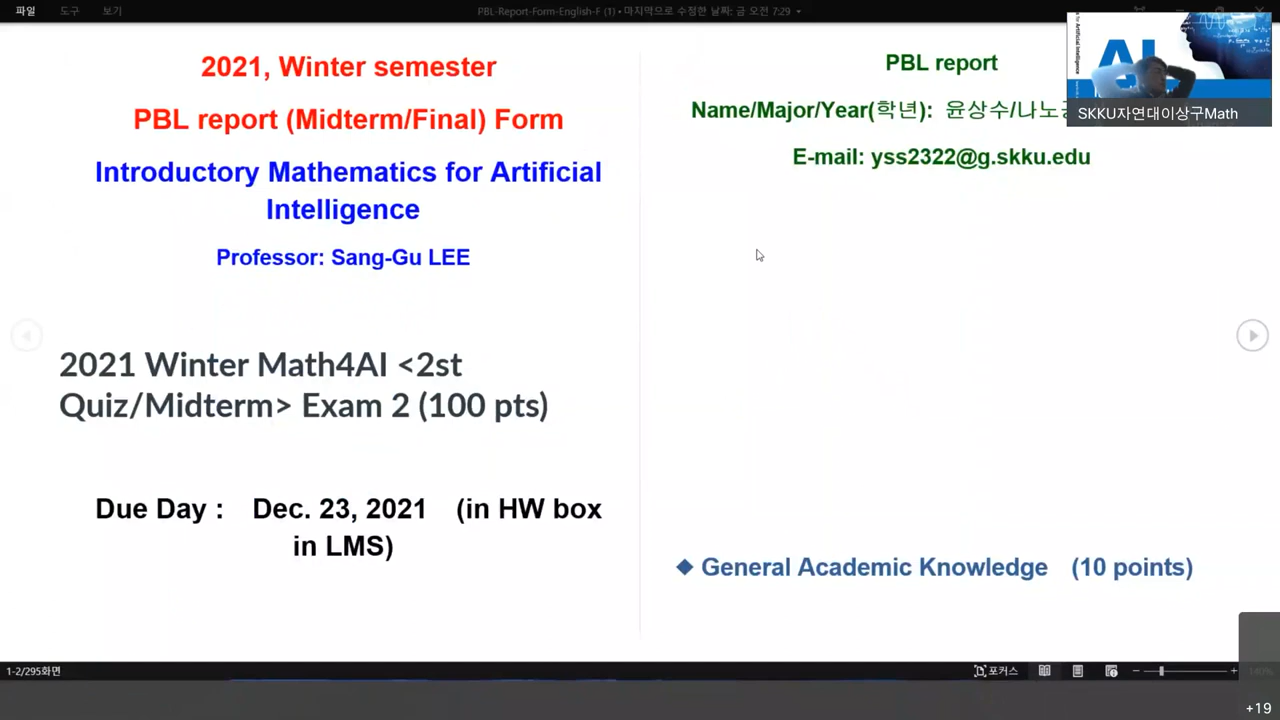 파일 도구 보기
PBL-Report-Form-English-F (1) • 마지막으로 수정한 날짜: 금 오전 7:29
2021, Winter semester
PBL report (Midterm/Final) Form
Introductory Mathematics for Artificial
Intelligence
Professor: Sang-Gu LEE
2021 Winter Math4AI <2st
Quiz/Midterm> Exam 2 (100 pts)
Due Day : Dec. 23, 2021 (in HW box
in LMS)
PBL report
Name/Major/Year(학년): 윤상수/나노
E-mail: yss2322@g.skku.edu
◆ General Academic Knowledge (10 points)
Artificial Intelligence
AI
SKKU자연대이상구Math
1-2/295화면
포커스
+19